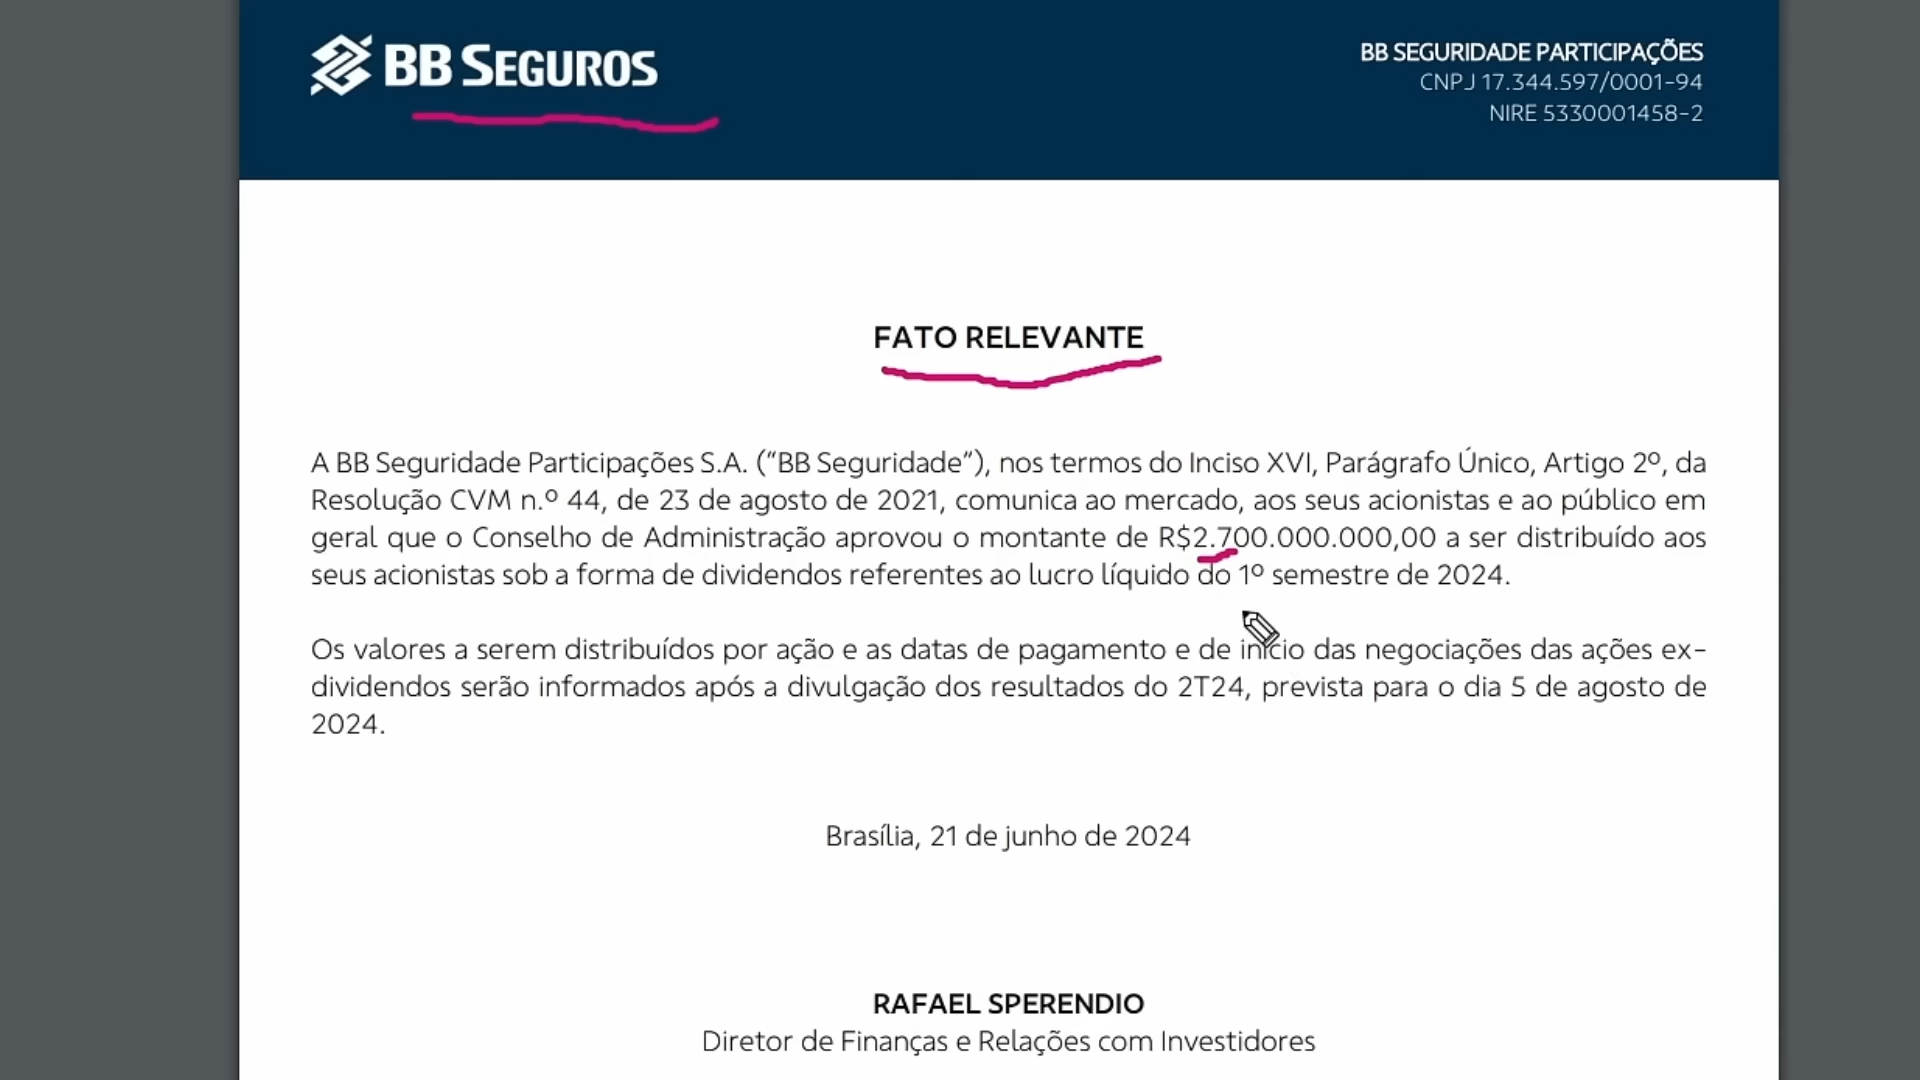 BB SEGUROS
BB SEGURIDADE PARTICIPAÇÕES
CNPJ 17.344.597/0001-94
NIRE 5330001458-2
FATO RELEVANTE
A BB Seguridade Participações S.A. (“BB Seguridade”), nos termos do Inciso XVI, Parágrafo Único, Artigo 2º, da
Resolução CVM n.º 44, de 23 de agosto de 2021, comunica ao mercado, aos seus acionistas e ao público em
geral que o Conselho de Administração aprovou o montante de R$2.700.000.000,00 a ser distribuído aos
seus acionistas sob a forma de dividendos referentes ao lucro líquido do 1º semestre de 2024.
Os valores a serem distribuídos por ação e as datas de pagamento e de início das negociações das ações ex-
dividendos serão informados após a divulgação dos resultados do 2T24, prevista para o dia 5 de agosto de
2024.
Brasília, 21 de junho de 2024
RAFAEL SPERENDIO
Diretor de Finanças e Relações com Investidores